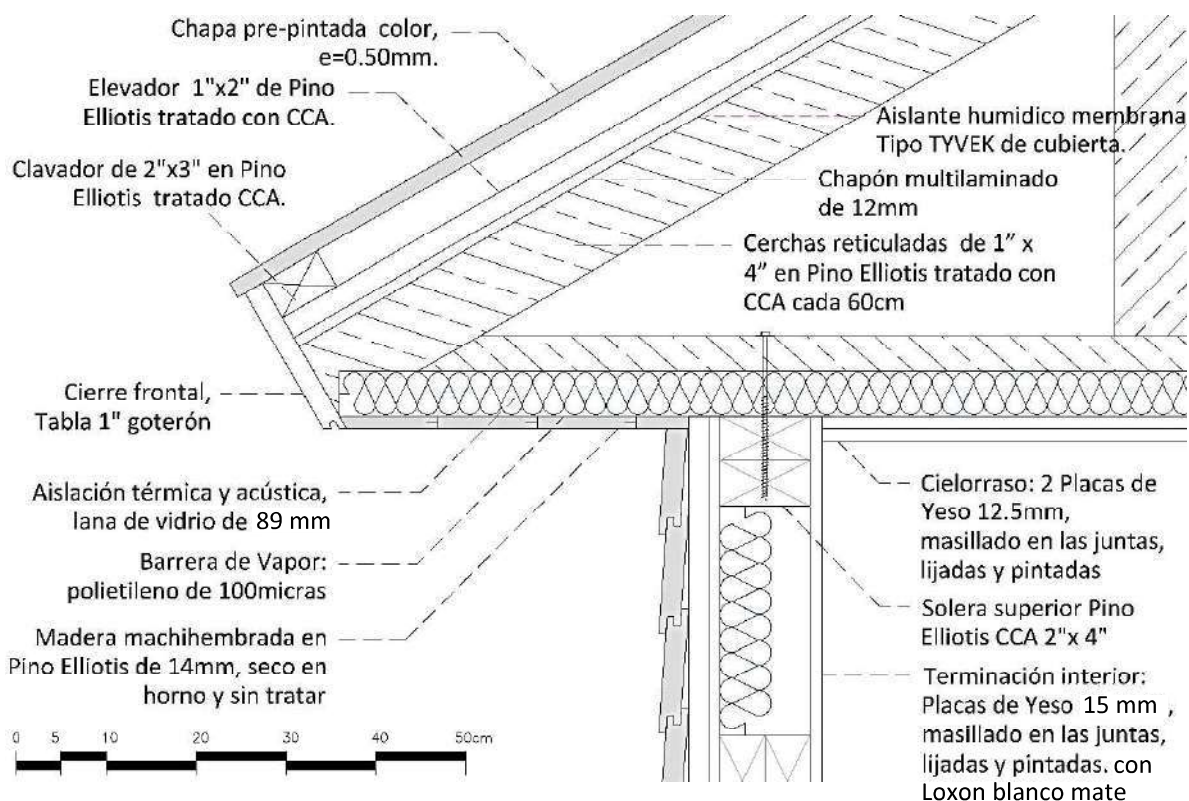 Chapa pre-pintada color,
e=0.50mm.
Elevador 1"x2" de Pino
Elliotis tratado con CCA.
Clavador de 2"x3" en Pino
Elliotis tratado CCA.
Aislante humidico membrana
Tipo TYVEK de cubierta.
Chapón multilaminado
de 12mm
Cerchas reticuladas de 1” x
4” en Pino Elliotis tratado con
CCA cada 60cm
Cierre frontal,
Tabla 1" goterón
Aislación térmica y acústica,
lana de vidrio de 89 mm
Barrera de Vapor:
polietileno de 100micras
Madera machihembrada en
Pino Elliotis de 14mm, seco en
horno y sin tratar
Cielorraso: 2 Placas de
Yeso 12.5mm,
masillado en las juntas,
lijadas y pintadas
Solera superior Pino
Elliotis CCA 2"x 4"
Terminación interior:
Placas de Yeso 15 mm ,
masillado en las juntas,
lijadas y pintadas. con
Loxon blanco mate
0 5 10 20 30 40 50cm